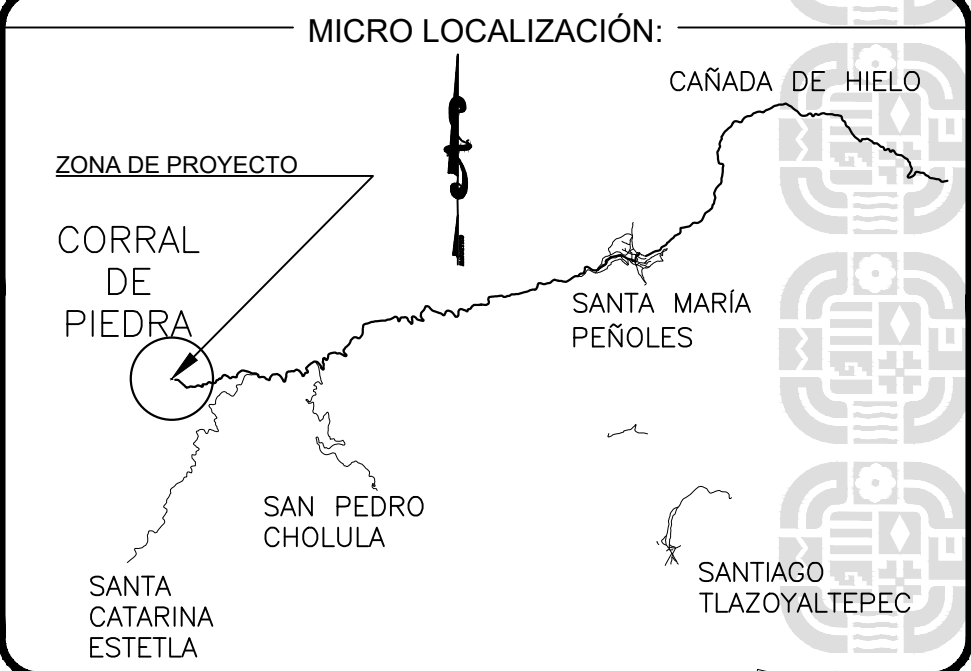 MICRO LOCALIZACIÓN:
CAÑADA DE HIELO
ZONA DE PROYECTO
CORRAL
DE
PIEDRA
SANTA MARÍA
PEÑOLES
SAN PEDRO
CHOLULA
SANTIAGO
TLAZOYALTEPEC
SANTA
CATARINA
ESTETLA